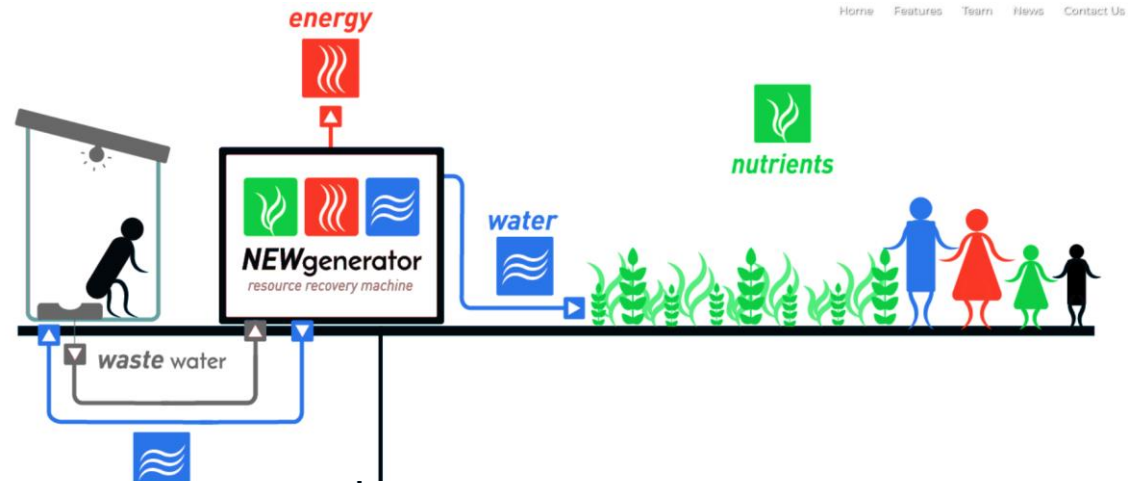 Home Features Team News Contact Us
energy
nutrients
water
NEWgenerator
resource recovery machine
waste water